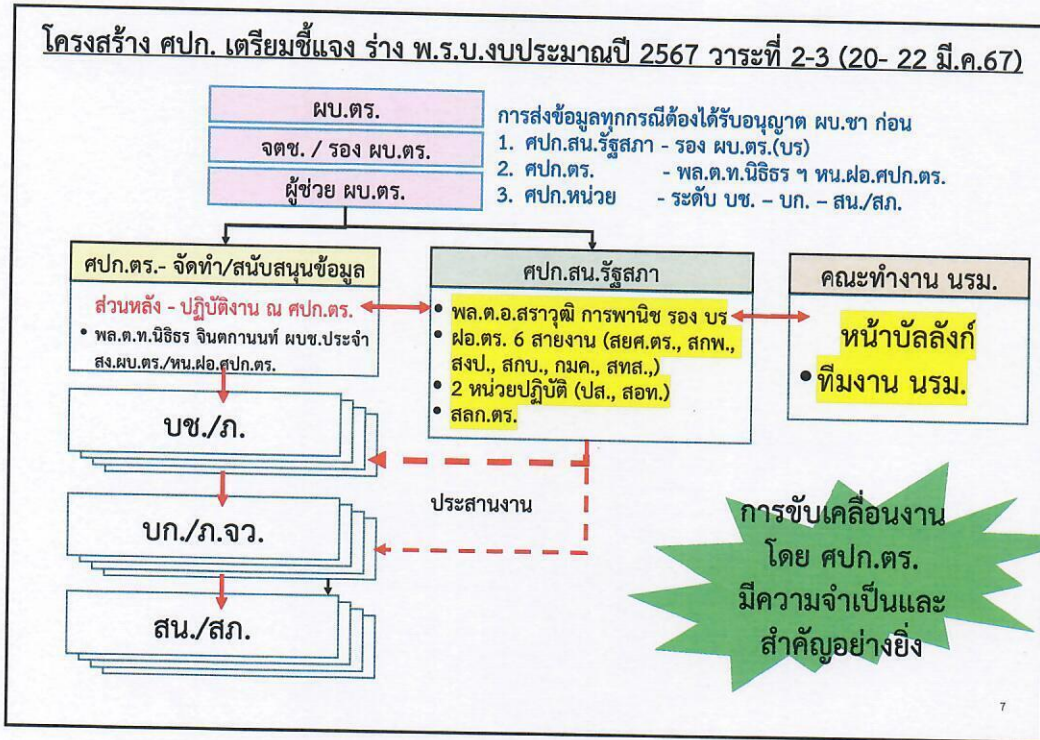 โครงสร้าง ศปก. เตรียมชี้แจง ร่าง พ.ร.บ.งบประมาณปี 2567 วาระที่ 2-3 (20- 22 มี.ค.67)
ผบ.ตร.
จตช. / รอง ผบ.ตร.
ผู้ช่วย ผบ.ตร.
การส่งข้อมูลทุกกรณีต้องได้รับอนุญาต ผบ.ชา ก่อน
1. ศปก.สน.รัฐสภา - รอง ผบ.ตร.(บร)
2. ศปก.ตร. - พล.ต.ท.นิธิธร ฯ หน.ฝอ.ศปก.ตร.
3. ศปก.หน่วย - ระดับ บช. – บก. – สน./สภ.
ศปก.ตร.- จัดทำ/สนับสนุนข้อมูล
ส่วนหลัง - ปฏิบัติงาน ณ ศปก.ตร.
• พล.ต.ท.นิธิธร จินตกานนท์ ผบช.ประจำ
สง.ผบ.ตร./หน.ฝอ.ศปก.ตร.
ศปก.สน.รัฐสภา
• พล.ต.อ.สราวุฒิ การพานิช รอง บร
• ฝอ.ตร. 6 สายงาน (สยศ.ตร., สกพ.,
สงป., สกบ., กมค., สทส.,)
• 2 หน่วยปฏิบัติ (ปส., สอท.)
• สลก.ตร.
คณะทำงาน นรม.
หน้าบัลลังก์
• ทีมงาน นรม.
บช./ภ.
ประสานงาน
บก./ภ.จว.
สน./สภ.
การขับเคลื่อนงาน
โดย ศปก.ตร.
มีความจำเป็นและ
สำคัญอย่างยิ่ง
7